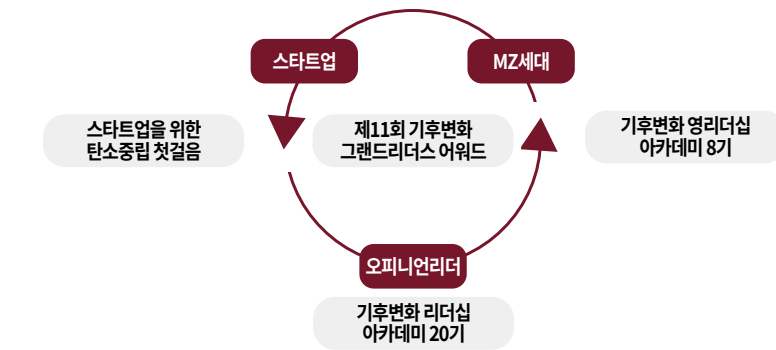 스타트업
MZ세대
스타트업을 위한
탄소중립 첫걸음
제11회 기후변화
그랜드리더스 어워드
기후변화 영리더십
아카데미 8기
오피니언리더
기후변화 리더십
아카데미 20기